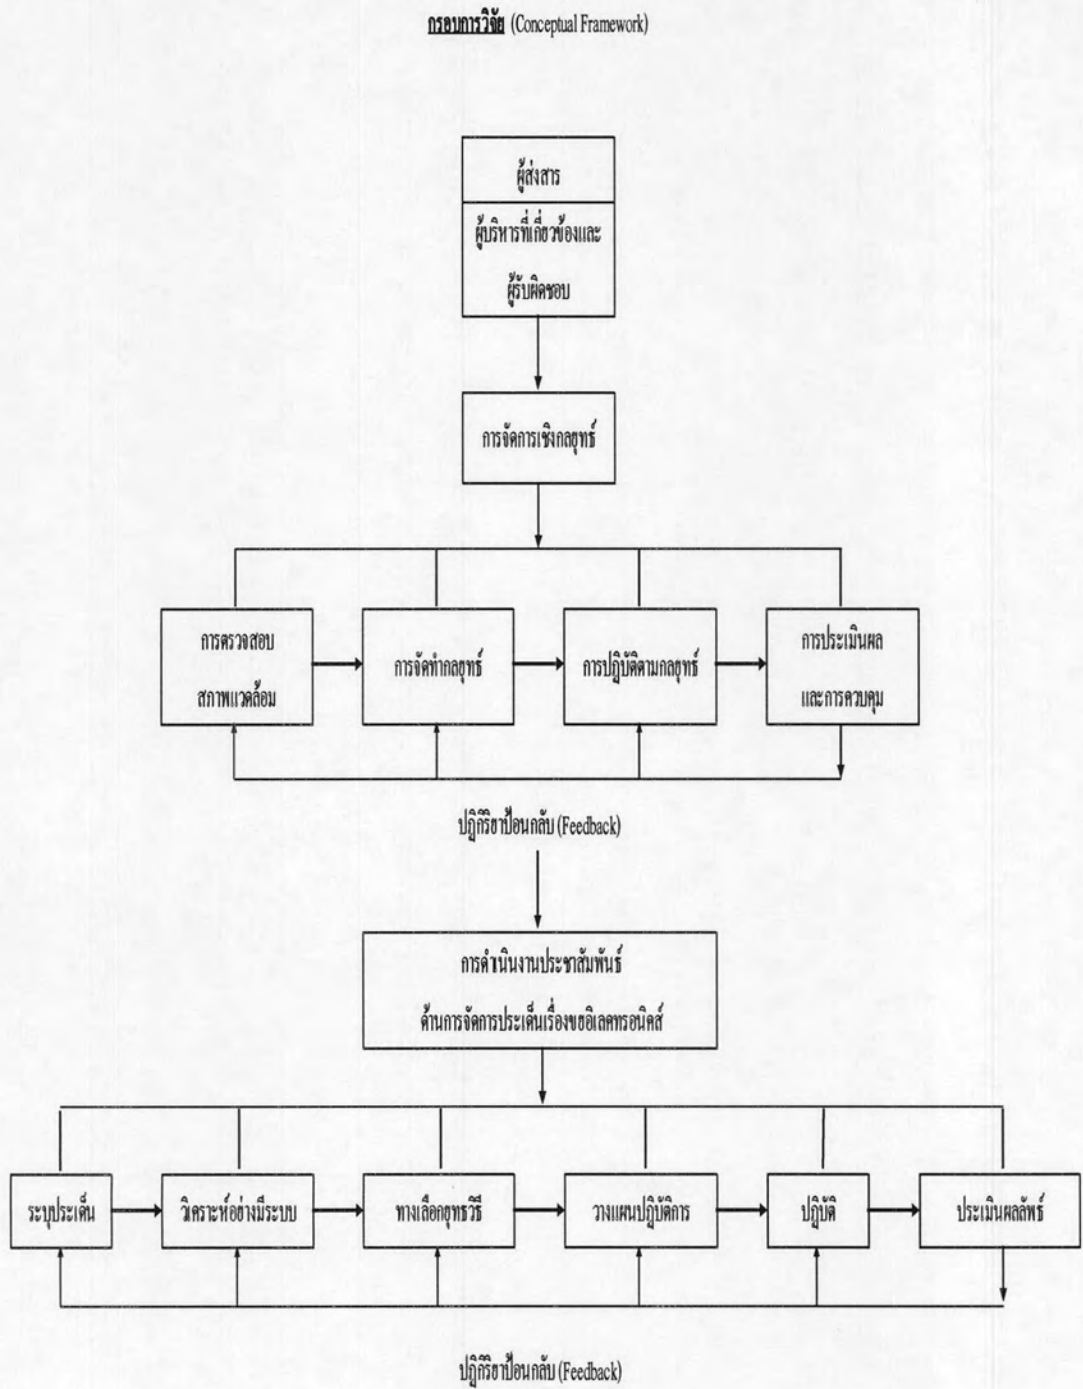 กรอบการวิจัย (Conceptual Framework)
ผู้ส่งสาร
ผู้บริหารที่เกี่ยวข้องและ
ผู้รับผิดชอบ
การจัดการเชิงกลยุทธ์
การตรวจสอบ
สภาพแวดล้อม
การจัดทำกลยุทธ์
การปฏิบัติตามกลยุทธ์
การประเมินผล
และการควบคุม
ปฏิกิริยาป้อนกลับ (Feedback)
การดำเนินงานประชาสัมพันธ์
ด้านการจัดการประเด็นเรื่องขยอิเลคทรอนิคส์
ระบุประเด็น
วิเคราะห์อย่างมีระบบ
ทางเลือกยุทธวิธี
วางแผนปฏิบัติการ
ปฏิบัติ
ประเมินผลลัพธ์
ปฏิกิริยาป้อนกลับ (Feedback)